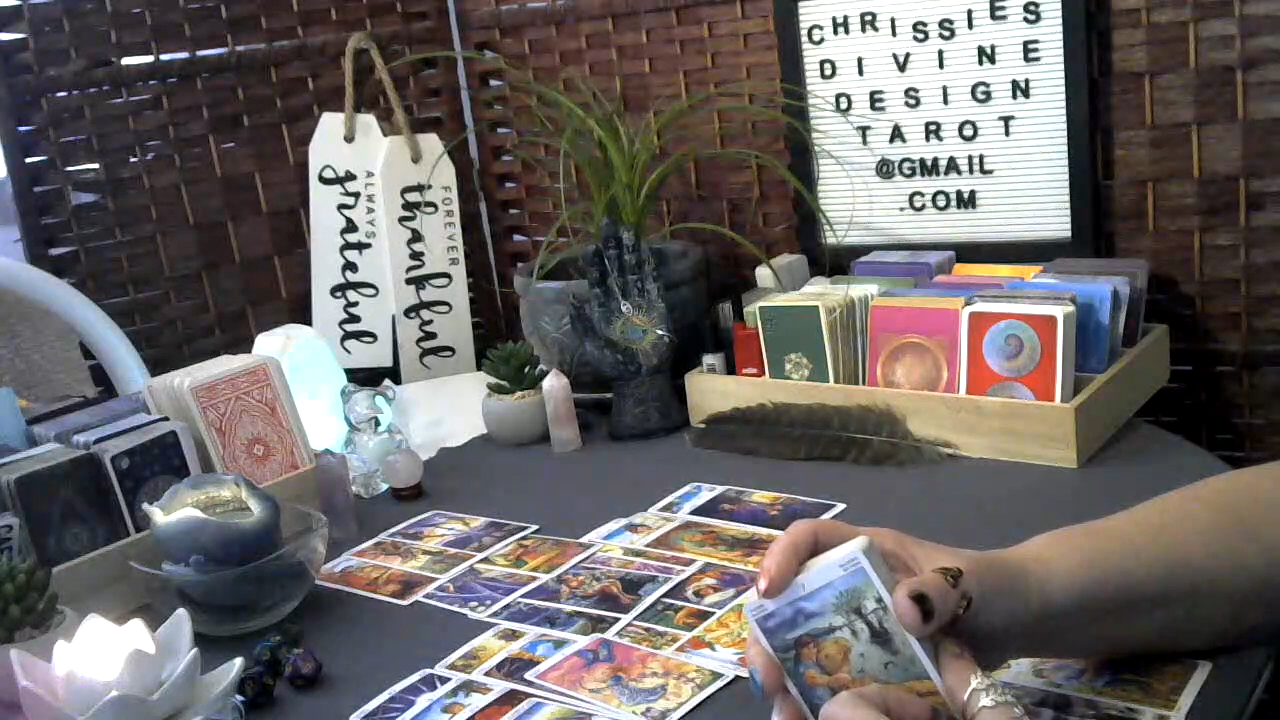 CHRISSIES
DIVINE
DESIGN
TAROT
@GMAIL
.COM
ALWAYS
grateful
FOREVER
thankful